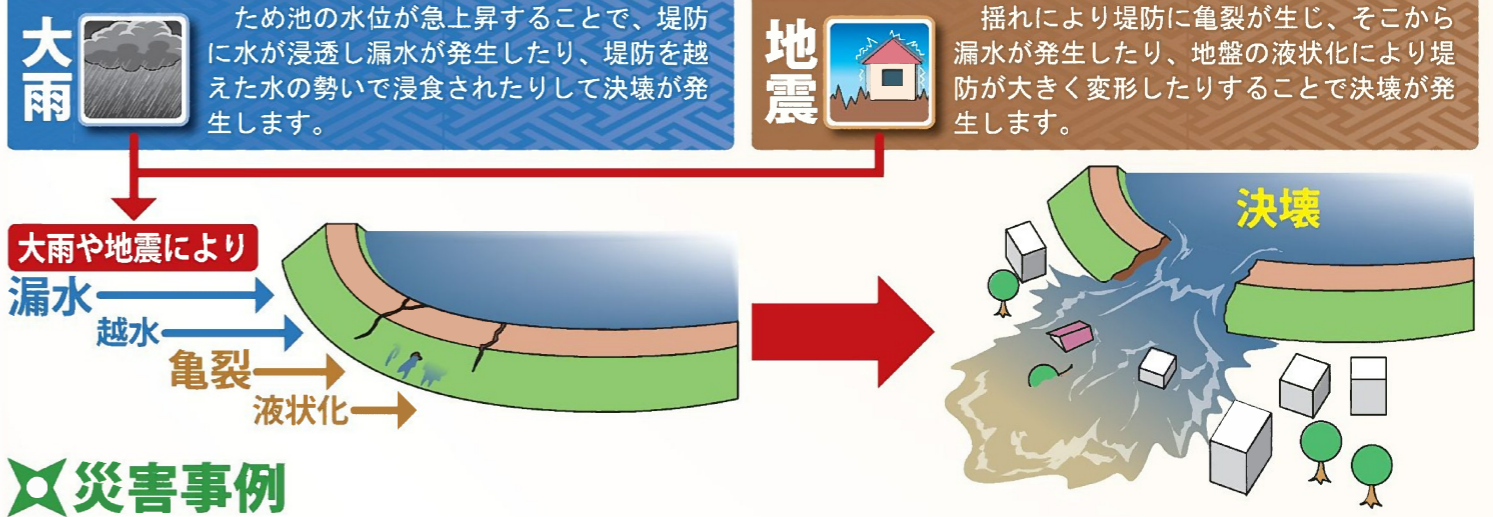 大雨
ため池の水位が急上昇することで、堤防
に水が浸透し漏水が発生したり、堤防を越
えた水の勢いで浸食されたりして決壊が発
生します。
地震
揺れにより堤防に亀裂が生じ、そこから
漏水が発生したり、地盤の液状化により堤
防が大きく変形したりすることで決壊が発
生します。
大雨や地震により
漏水
越水
亀裂
液状化
決壊
災害事例